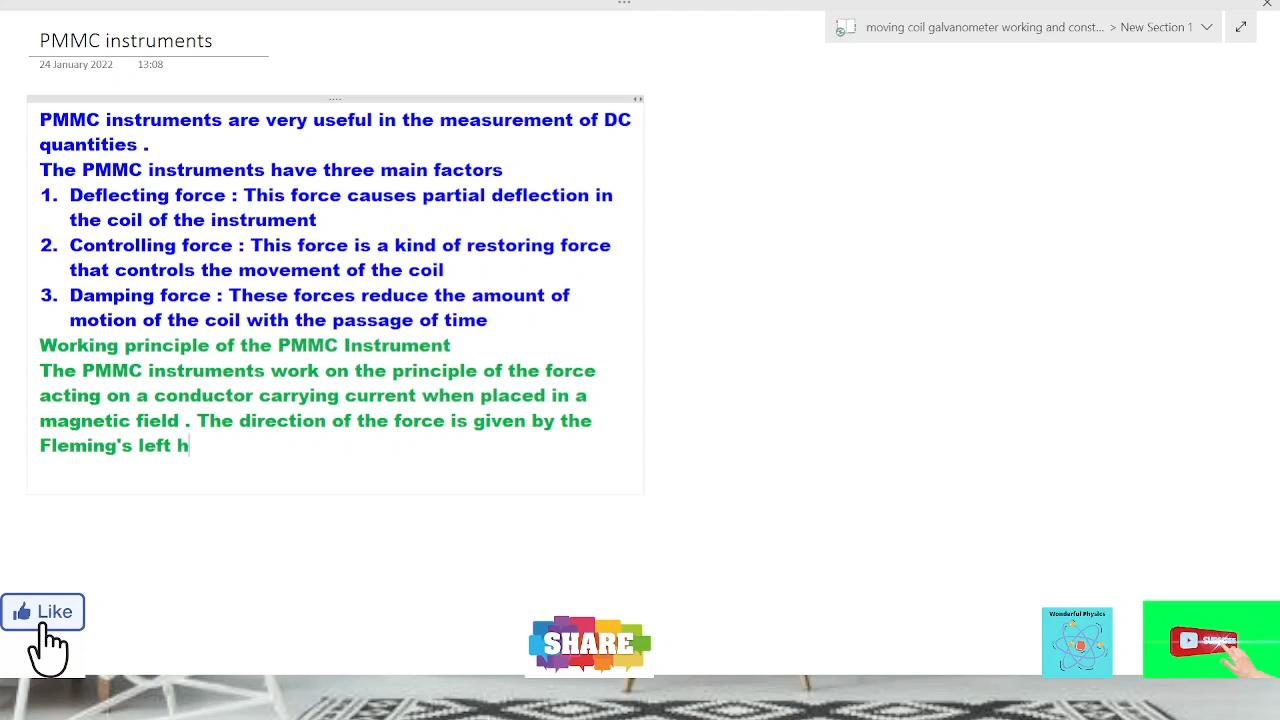 PMMC instruments
24 January 2022 13:08
moving coil galvanometer working and const... > New Section 1
PMMC instruments are very useful in the measurement of DC
quantities .
The PMMC instruments have three main factors
1. Deflecting force : This force causes partial deflection in
the coil of the instrument
2. Controlling force : This force is a kind of restoring force
that controls the movement of the coil
3. Damping force : These forces reduce the amount of
motion of the coil with the passage of time
Working principle of the PMMC Instrument
The PMMC instruments work on the principle of the force
acting on a conductor carrying current when placed in a
magnetic field . The direction of the force is given by the
Fleming's left h
Like
SHARE
Wonderful Physics